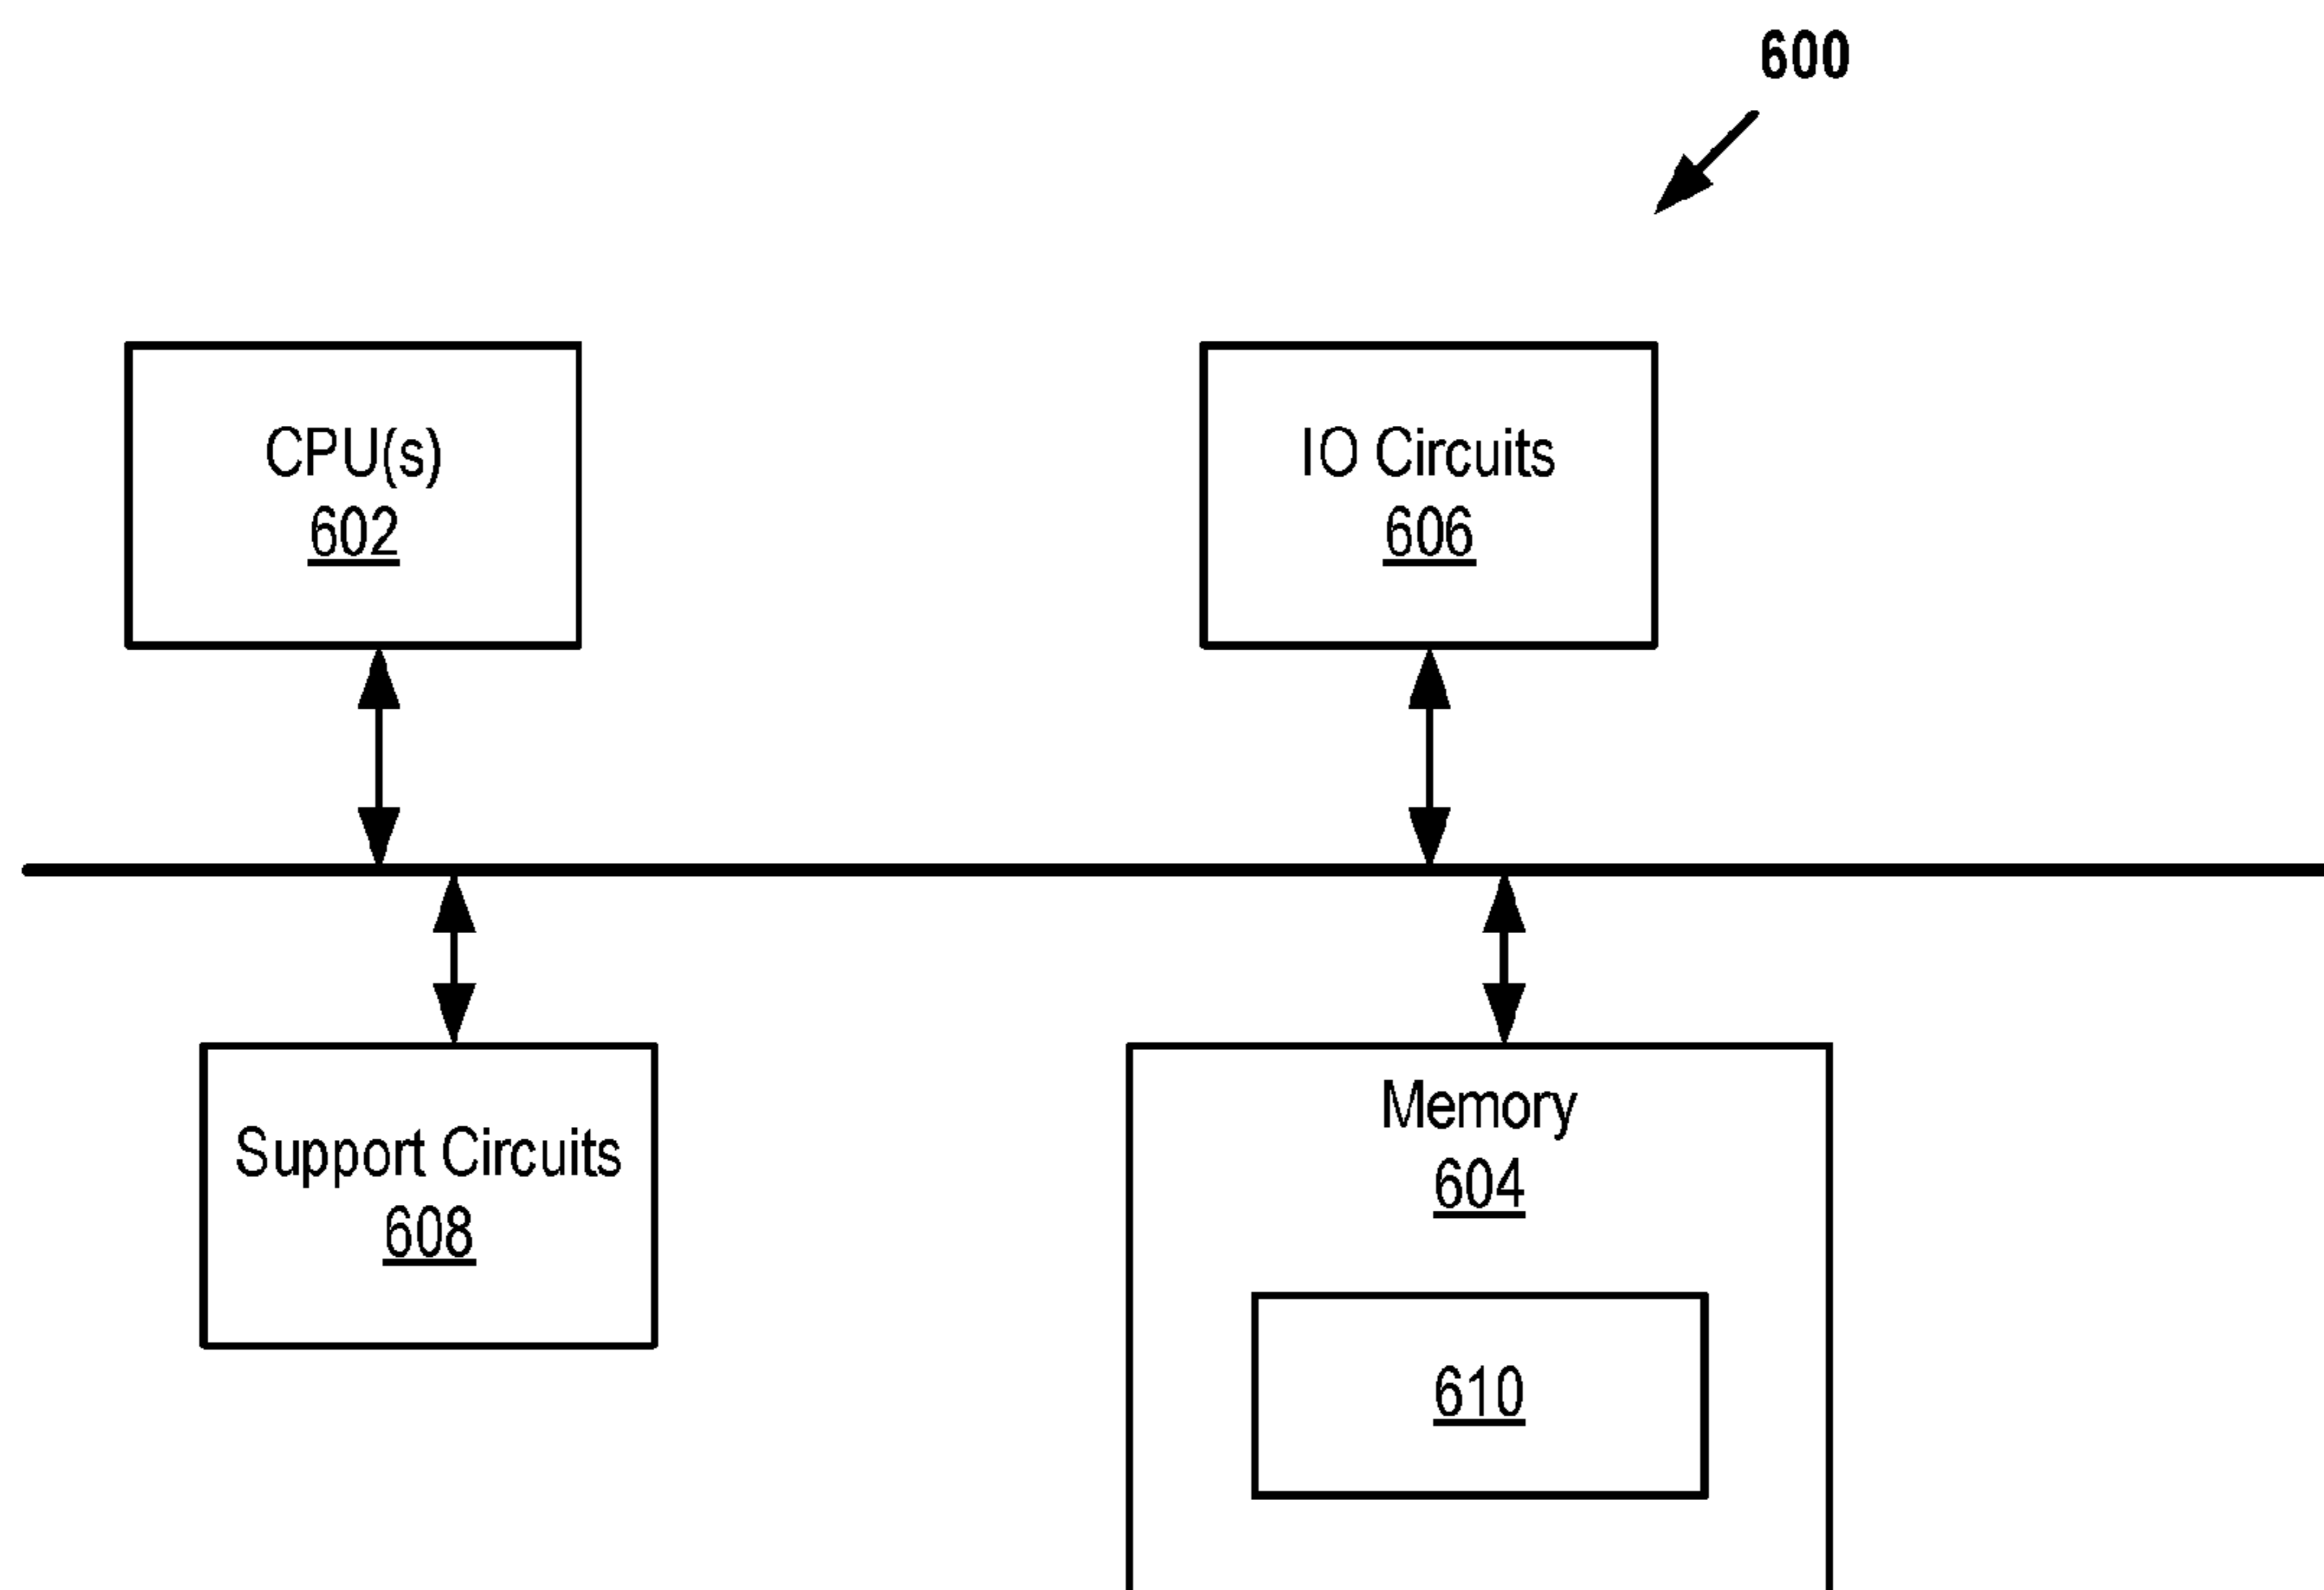 600
CPU(s)
602
IO Circuits
606
Support Circuits
608
Memory
604
610